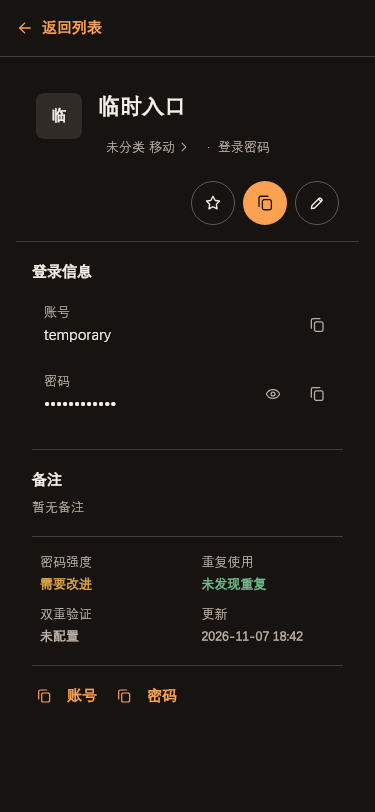 返回列表
临
临时入口
未分类 移动 · 登录密码
登录信息
账号
temporary
密码
••••••••••••
备注
暂无备注
密码强度 重复使用
需要改进 未发现重复
双重验证 更新
未配置 2026-11-07 18:42
账号 密码